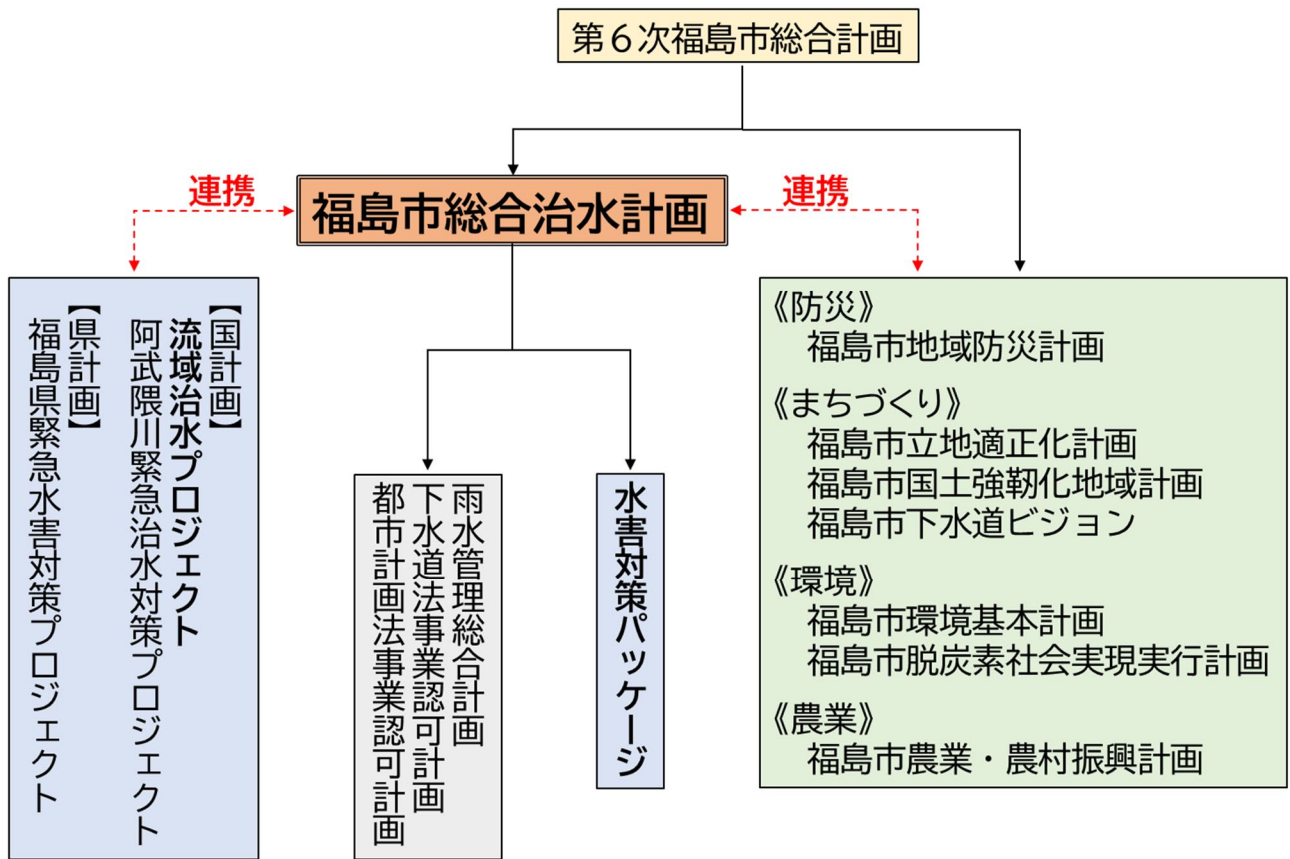 第６次福島市総合計画
連携
福島市総合治水計画
連携
【国計画】
流域治水プロジェクト
阿武隈川緊急治水対策プロジェクト
【県計画】
福島県緊急水害対策プロジェクト
雨水管理総合計画
下水道法事業認可計画
都市計画法事業認可計画
水害対策パッケージ
《防災》
福島市地域防災計画
《まちづくり》
福島市立地適正化計画
福島市国土強靭化地域計画
福島市下水道ビジョン
《環境》
福島市環境基本計画
福島市脱炭素社会実現実行計画
《農業》
福島市農業・農村振興計画